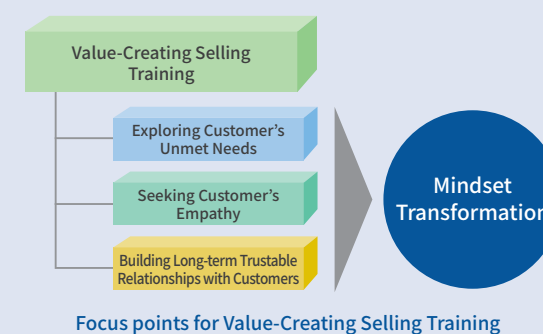 Value-Creating Selling
Training
Exploring Customer's
Unmet Needs
Seeking Customer's
Empathy
Building Long-term Trustable
Relationships with Customers
Mindset
Transformation
Focus points for Value-Creating Selling Training